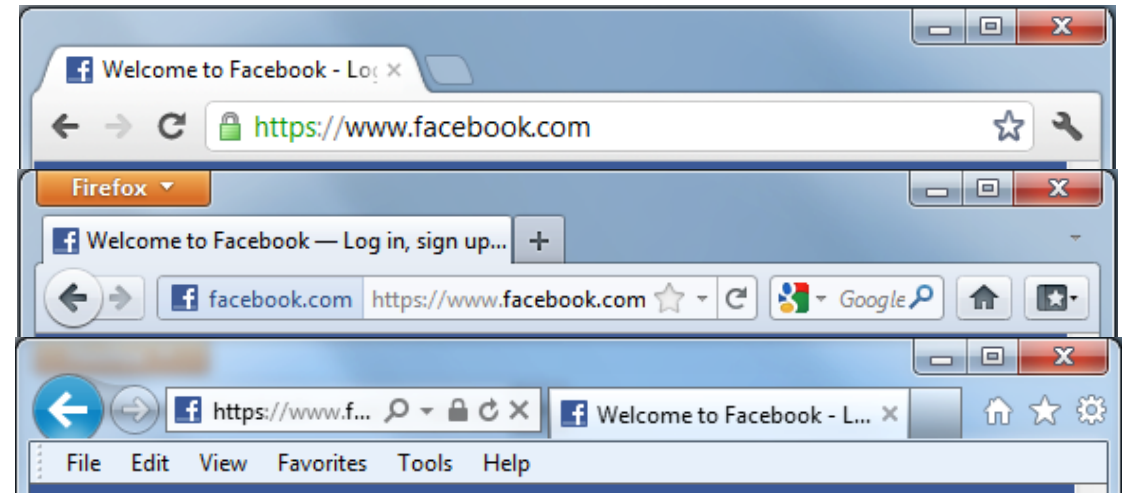 Welcome to Facebook - Log
https://www.facebook.com
Firefox
Welcome to Facebook — Log in, sign up...
facebook.com https://www.facebook.com Google
https://www.f... Welcome to Facebook - L...
File Edit View Favorites Tools Help